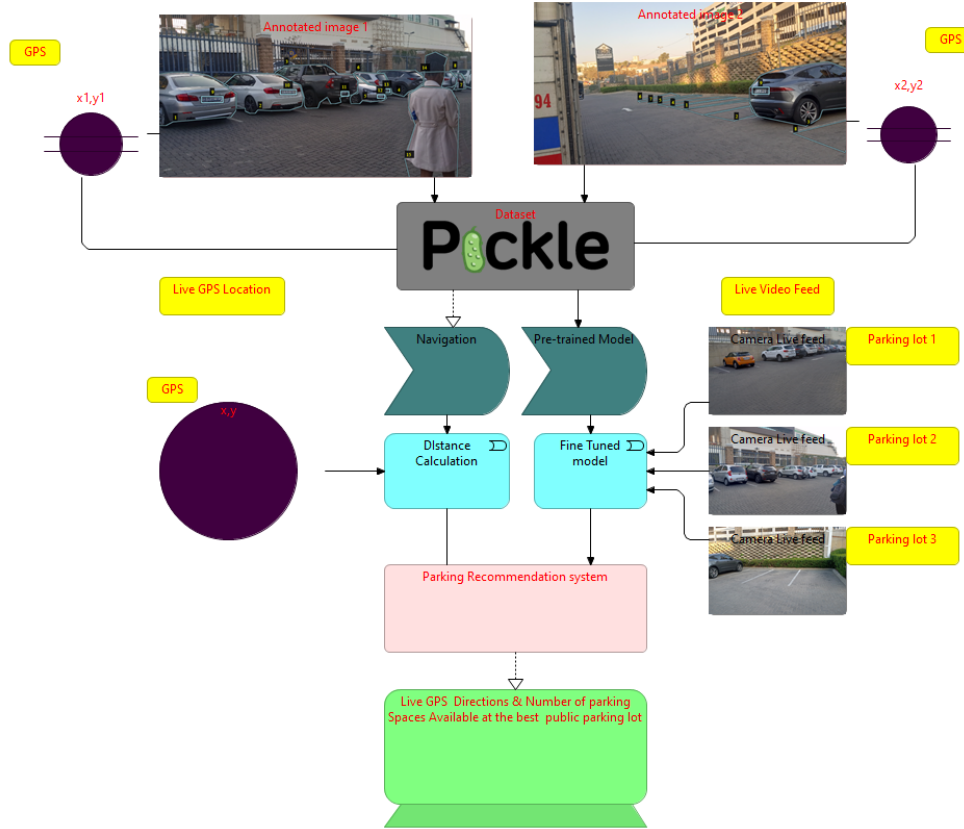 Annotated image 1
Annotated image 2
GPS
GPS
x1,y1
x2,y2
94
Dataset
Pickle
Live GPS Location
Live Video Feed
Navigation
Pre-trained Model
Camera Live feed
Parking lot 1
GPS
x,y
DIstance
Calculation
Fine Tuned
model
Camera Live feed
Parking lot 2
Camera Live feed
Parking lot 3
Parking Recommendation system
Live GPS Directions & Number of parking
Spaces Available at the best public parking lot